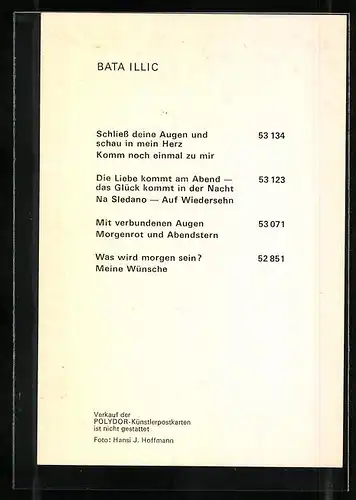 BATA ILLIC
Schließ deine Augen und 53 134
schau in mein Herz
Komm noch einmal zu mir
Die Liebe kommt am Abend — 53 123
das Glück kommt in der Nacht
Na Sledano — Auf Wiedersehn
Mit verbundenen Augen 53 071
Morgenrot und Abendstern
Was wird morgen sein? 52 851
Meine Wünsche
Verkauf der
POLYDOR-Künstlerpostkarten
ist nicht gestattet
Foto: Hansi J. Hoffmann